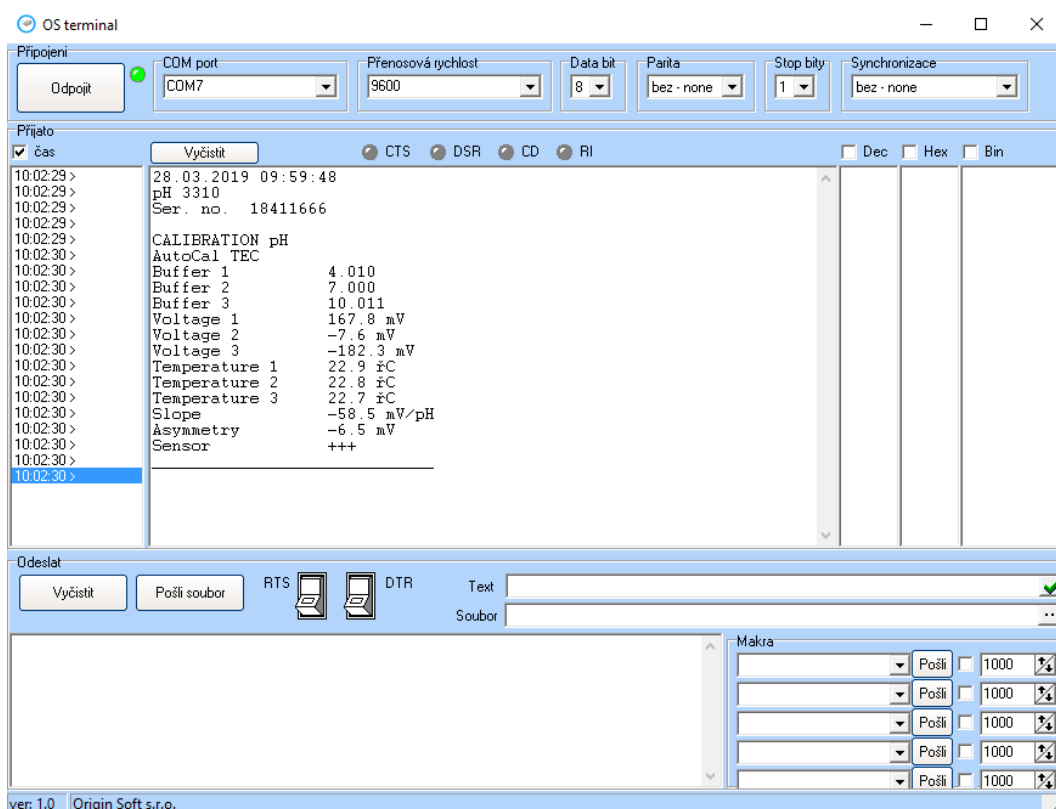 OS terminal
Připojení
Odpojit
COM port
COM7
Přenosová rychlost
9600
Data bit
8
Parita
bez - none
Stop bity
1
Synchronizace
bez - none
Přijato
čas
Vyčistit
CTS DSR CD RI
Dec Hex Bin
10:02:29 > 28.03.2019 09:59:48
10:02:29 > pH 3310
10:02:29 > Ser. no. 18411666
10:02:29 >
10:02:29 > CALIBRATION pH
10:02:30 > AutoCal TEC
10:02:30 > Buffer 1 4.010
10:02:30 > Buffer 2 7.000
10:02:30 > Buffer 3 10.011
10:02:30 > Voltage 1 167.8 mV
10:02:30 > Voltage 2 -7.6 mV
10:02:30 > Voltage 3 -182.3 mV
10:02:30 > Temperature 1 22.9 řC
10:02:30 > Temperature 2 22.8 řC
10:02:30 > Temperature 3 22.7 řC
10:02:30 > Slope -58.5 mV/pH
10:02:30 > Asymmetry -6.5 mV
10:02:30 > Sensor +++
10:02:30 >
10:02:30 >
Odeslat
Vyčistit
Pošli soubor
RTS
DTR
Text
Soubor
Makra
Pošli 1000
Pošli 1000
Pošli 1000
Pošli 1000
Pošli 1000
ver: 1.0 Origin Soft s.r.o.